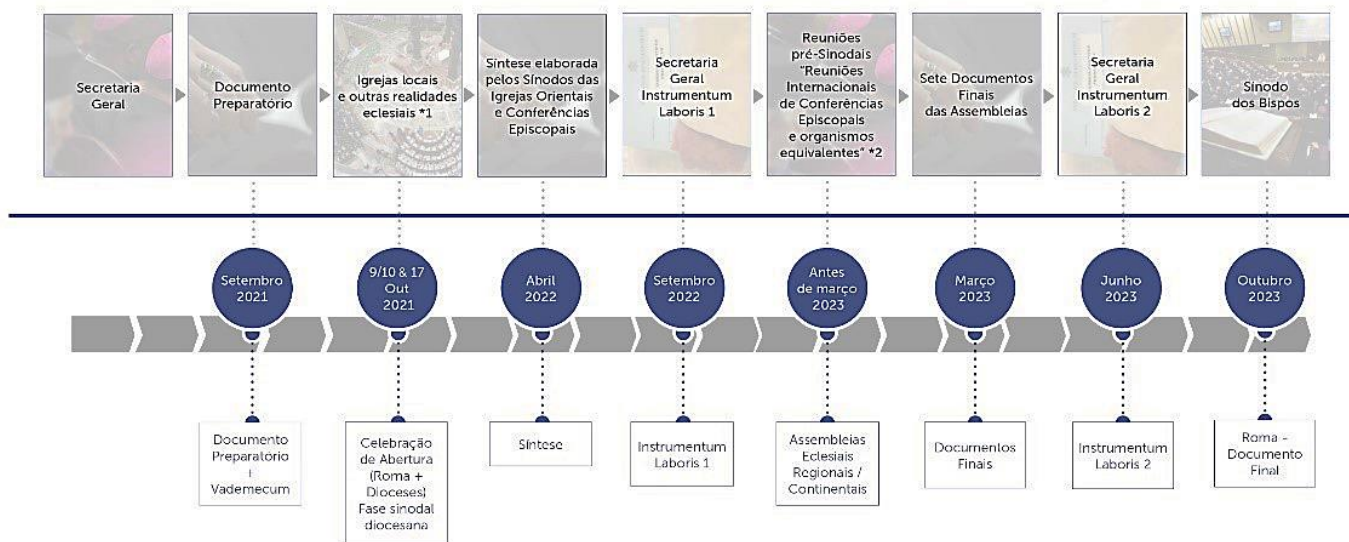 Secretaria
Geral
Documento
Preparatório
Igrejas locais
e outras realidades
eclesiais *1
Síntese elaborada
pelos Sínodos das
Igrejas Orientais
e Conferências
Episcopais
Secretaria
Geral
Instrumentum
Laboris 1
Reuniões
pré-Sinodais
"Reuniões
Internacionais
de Conferências
Episcopais
e organismos
equivalentes" *2
Sete Documentos
Finais
das Assembleias
Secretaria
Geral
Instrumentum
Laboris 2
Sínodo
dos Bispos
Setembro
2021
9/10 & 17
Out
2021
Abril
2022
Setembro
2022
Antes
de março
2023
Março
2023
Junho
2023
Outubro
2023
Documento
Preparatório
+
Vademecum
Celebração
de Abertura
(Roma +
Dioceses)
Fase sinodal
diocesana
Síntese
Instrumentum
Laboris 1
Assembleias
Eclesiais
Regionais /
Continentais
Documentos
Finais
Instrumentum
Laboris 2
Roma -
Documento
Final